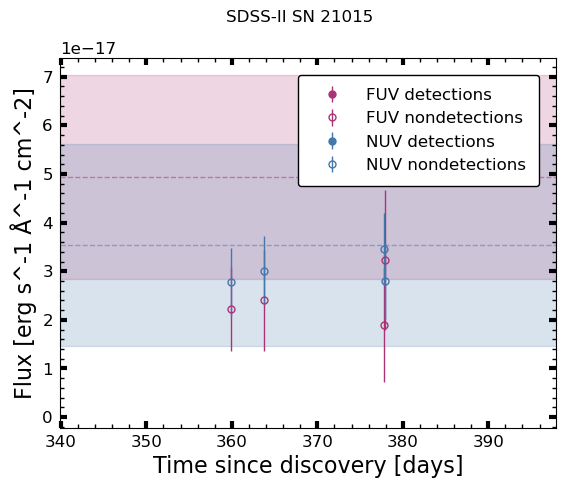 SDSS-II SN 21015
1e−17
FUV detections
FUV nondetections
NUV detections
NUV nondetections
7
6
5
4
3
2
1
0
Flux [erg s^-1 Å^-1 cm^-2]
340 350 360 370 380 390
Time since discovery [days]